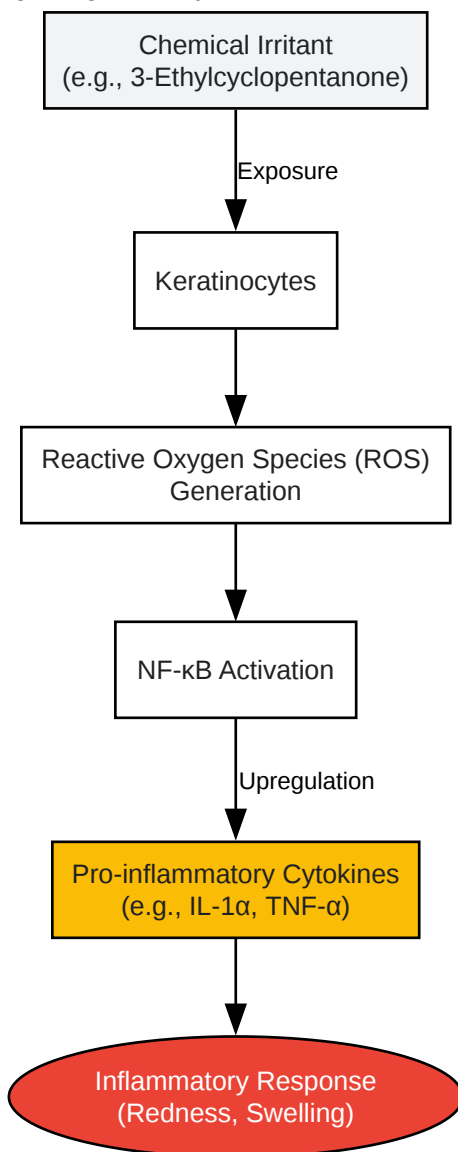 Chemical Irritant
(e.g., 3-Ethylcyclopentanone)
Exposure
Keratinocytes
Reactive Oxygen Species (ROS)
Generation
NF-κB Activation
Upregulation
Pro-inflammatory Cytokines
(e.g., IL-1α, TNF-α)
Inflammatory Response
(Redness, Swelling)